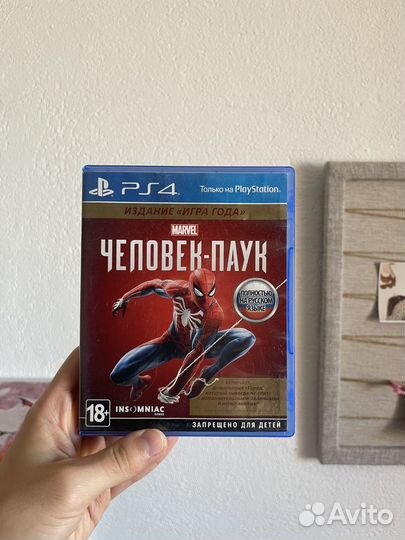 PS4
Только на PlayStation.
ИЗДАНИЕ «ИГРА ГОДА»
MARVEL
ЧЕЛОВЕК-ПАУК
ПОЛНОСТЬЮ
НА РУССКОМ
ЯЗЫКЕ
18+
INSOMNIAC
GAMES
ЗАПРЕЩЕНО ДЛЯ ДЕТЕЙ
Avito